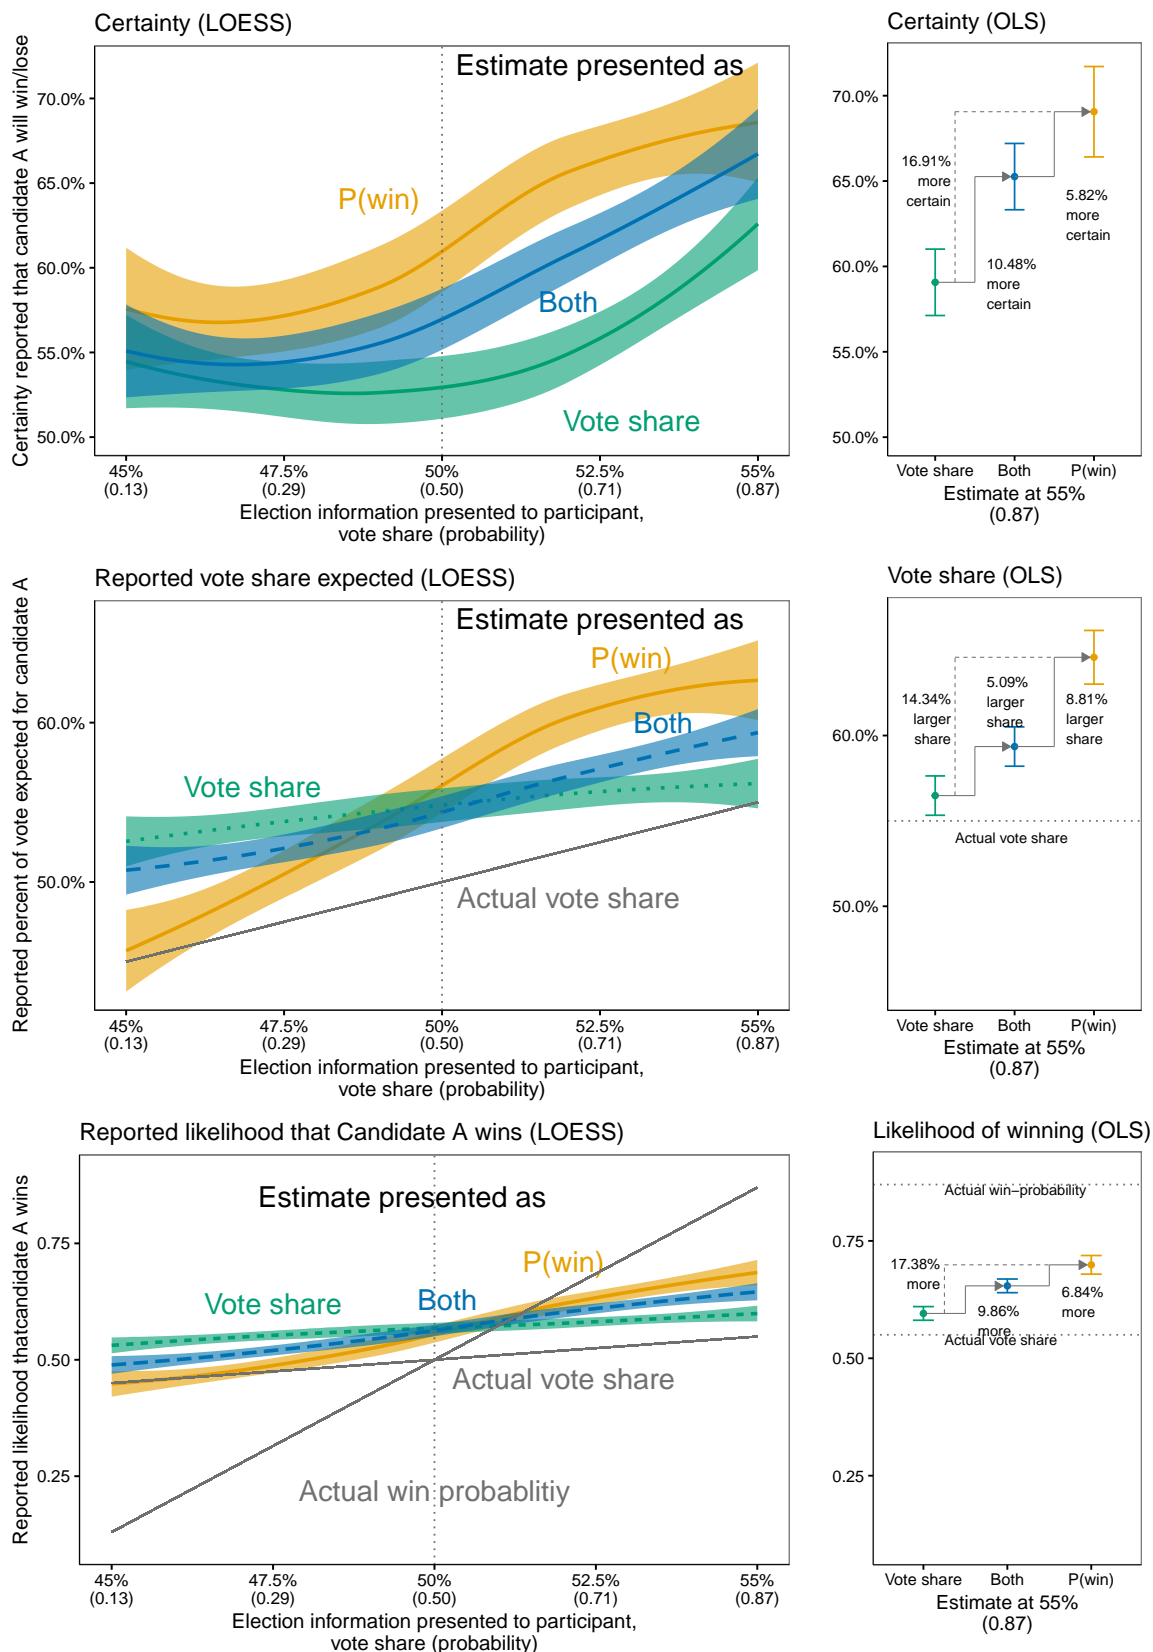 Certainty (LOESS)
Certainty reported that candidate A will win/lose
70.0%
65.0%
60.0%
55.0%
50.0%
Estimate presented as
P(win)
Both
Vote share
45%
(0.13)
47.5%
(0.29)
50%
(0.50)
52.5%
(0.71)
55%
(0.87)
Election information presented to participant,
vote share (probability)
Certainty (OLS)
70.0%
65.0%
60.0%
55.0%
50.0%
16.91%
more
certain
10.48%
more
certain
5.82%
more
certain
Vote share
Both
P(win)
Estimate at 55%
(0.87)
Reported vote share expected (LOESS)
Reported percent of vote expected for candidate A
60.0%
50.0%
Estimate presented as
P(win)
Both
Vote share
Actual vote share
45%
(0.13)
47.5%
(0.29)
50%
(0.50)
52.5%
(0.71)
55%
(0.87)
Election information presented to participant,
vote share (probability)
Vote share (OLS)
60.0%
50.0%
14.34%
larger
share
5.09%
larger
share
8.81%
larger
share
Actual vote share
Vote share
Both
P(win)
Estimate at 55%
(0.87)
Reported likelihood that Candidate A wins (LOESS)
Reported likelihood thatcandidate A wins
0.75
0.50
0.25
Estimate presented as
P(win)
Both
Vote share
Actual vote share
Actual win probablitiy
45%
(0.13)
47.5%
(0.29)
50%
(0.50)
52.5%
(0.71)
55%
(0.87)
Election information presented to participant,
vote share (probability)
Likelihood of winning (OLS)
0.75
0.50
0.25
Actual win−probability
17.38%
more
9.86%
more
6.84%
more
Actual vote share
Vote share
Both
P(win)
Estimate at 55%
(0.87)